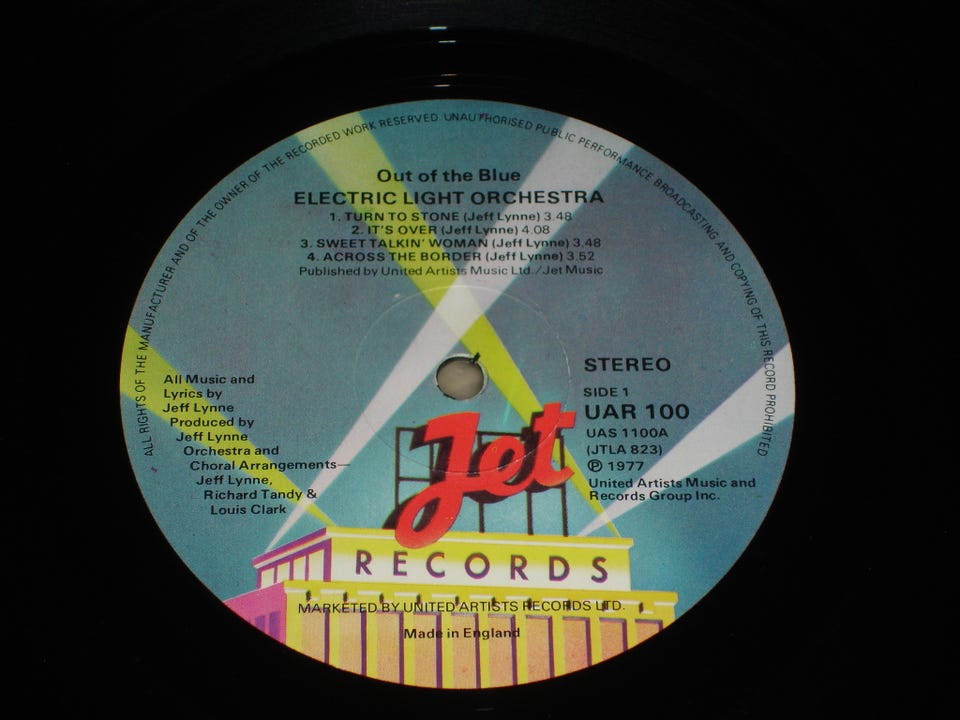 ALL RIGHTS OF THE MANUFACTURER AND OF THE OWNER OF THE RECORDED WORK RESERVED. UNAUTHORISED PUBLIC PERFORMANCE BROADCASTING AND COPYING OF THIS RECORD PROHIBITED
Out of the Blue
ELECTRIC LIGHT ORCHESTRA
1. TURN TO STONE (Jeff Lynne) 3.48
2. IT'S OVER (Jeff Lynne) 4.08
3. SWEET TALKIN' WOMAN (Jeff Lynne) 3.48
4. ACROSS THE BORDER (Jeff Lynne) 3.52
Published by United Artists Music Ltd./Jet Music
All Music and
Lyrics by
Jeff Lynne
Produced by
Jeff Lynne
Orchestra and
Choral Arrangements—
Jeff Lynne,
Richard Tandy &
Louis Clark
STEREO
SIDE 1
UAR 100
UAS 1100A
(JTLA 823)
℗ 1977
United Artists Music and
Records Group Inc.
Jet
RECORDS
MARKETED BY UNITED ARTISTS RECORDS LTD.
Made in England